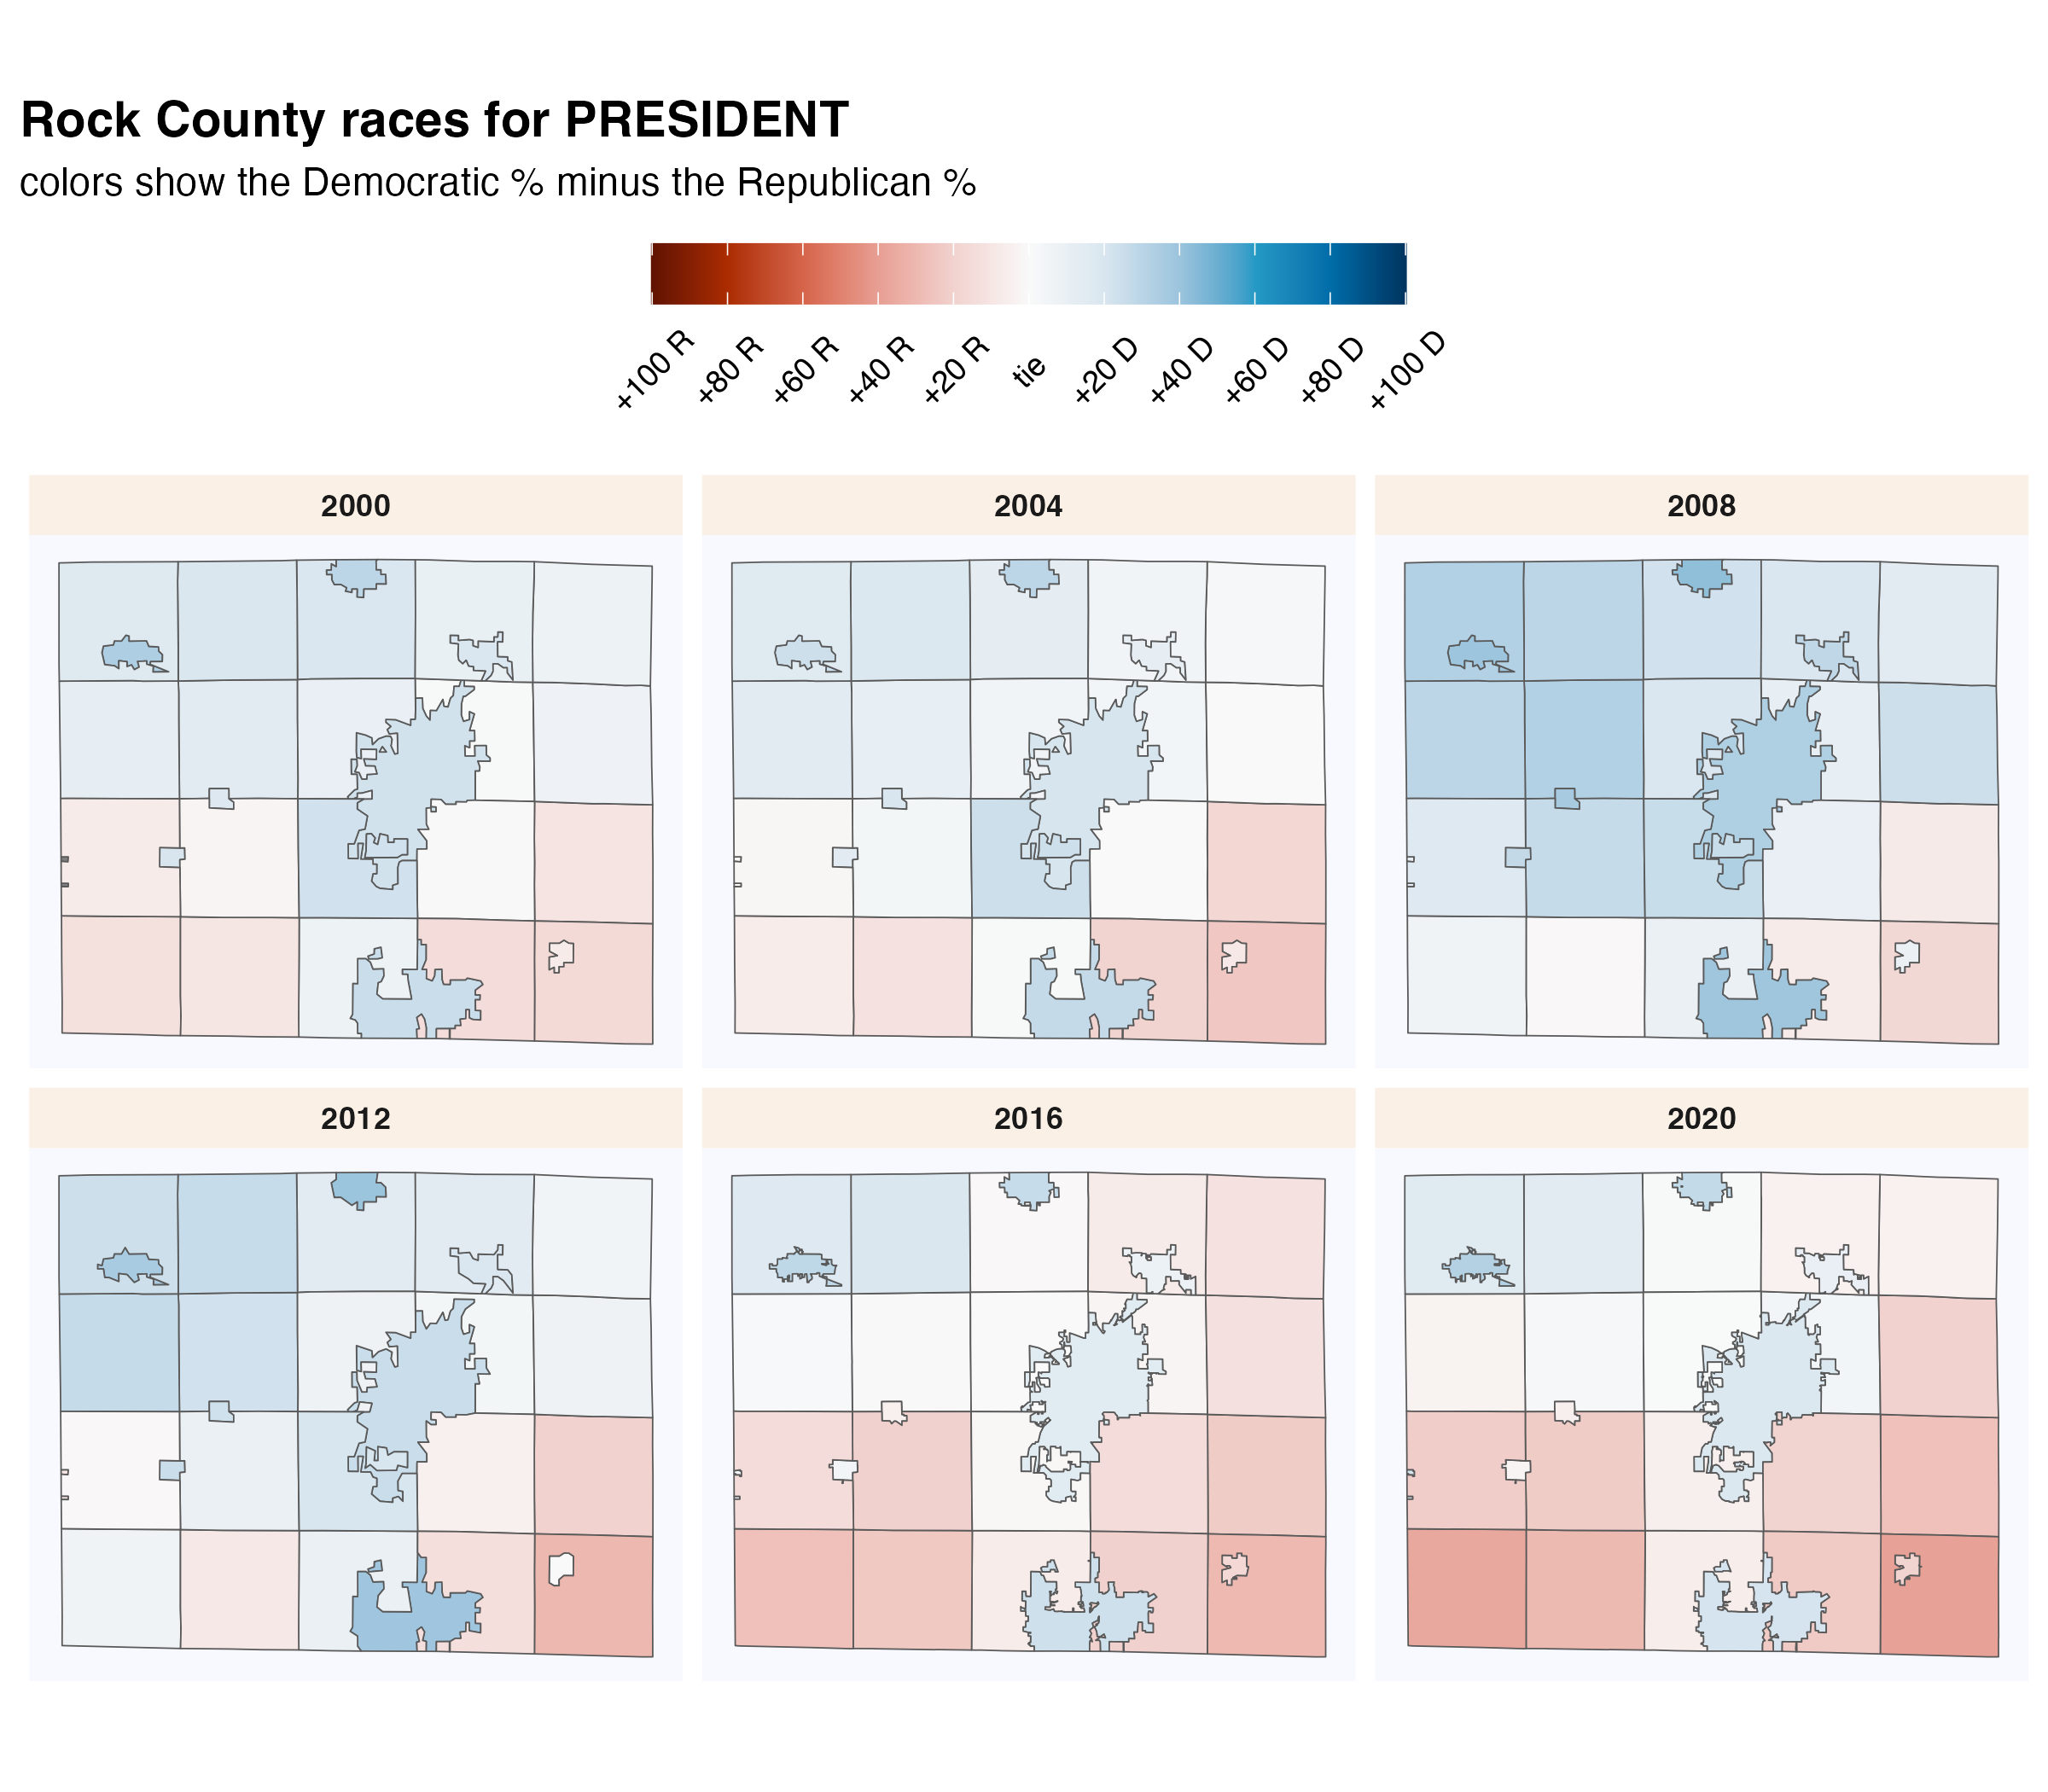 Rock County races for PRESIDENT
colors show the Democratic % minus the Republican %
+100 R
+80 R
+60 R
+40 R
+20 R
tie
+20 D
+40 D
+60 D
+80 D
+100 D
2000
2004
2008
2012
2016
2020